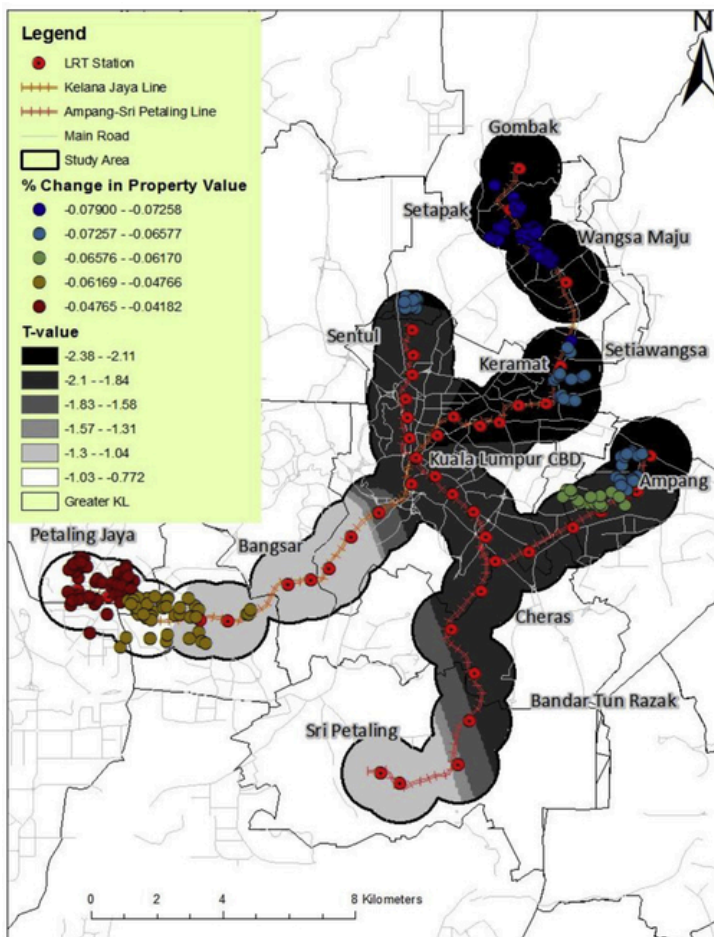 Legend
LRT Station
Kelana Jaya Line
Ampang-Sri Petaling Line
Main Road
Study Area
% Change in Property Value
-0.07900 - -0.07258
-0.07257 - -0.06577
-0.06576 - -0.06170
-0.06169 - -0.04766
-0.04765 - -0.04182
T-value
-2.38 - -2.11
-2.1 - -1.84
-1.83 - -1.58
-1.57 - -1.31
-1.3 - -1.04
-1.03 - -0.772
Greater KL
N
Gombak
Setapak
Wangsa Maju
Sentul
Keramat
Setiawangsa
Kuala Lumpur CBD
Ampang
Petaling Jaya
Bangsar
Cheras
Bandar Tun Razak
Sri Petaling
0 2 4 8 Kilometers